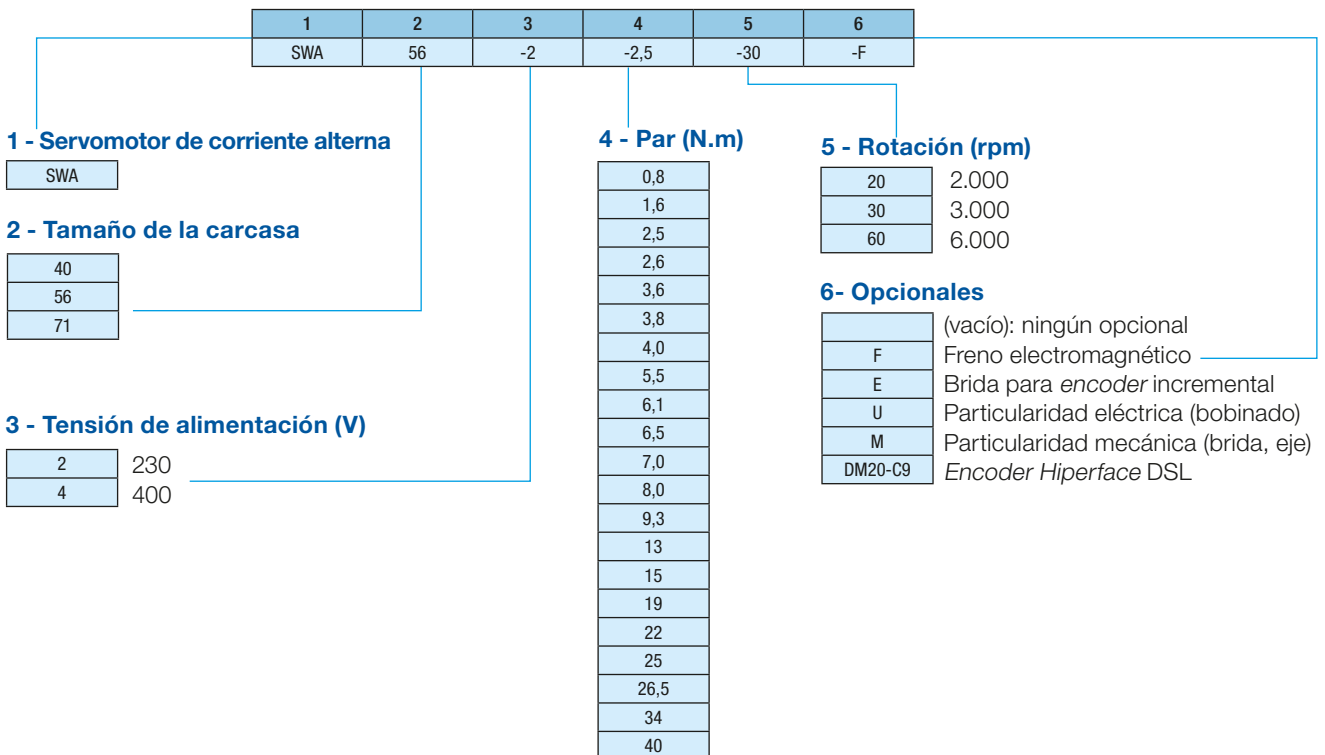 1 2 3 4 5 6
SWA 56 -2 -2,5 -30 -F
1 - Servomotor de corriente alterna
SWA
2 - Tamaño de la carcasa
40
56
71
3 - Tensión de alimentación (V)
2 230
4 400
4 - Par (N.m)
0,8
1,6
2,5
2,6
3,6
3,8
4,0
5,5
6,1
6,5
7,0
8,0
9,3
13
15
19
22
25
26,5
34
40
5 - Rotación (rpm)
20 2.000
30 3.000
60 6.000
6- Opcionales
(vacío): ningún opcional
F Freno electromagnético
E Brida para encoder incremental
U Particularidad eléctrica (bobinado)
M Particularidad mecánica (brida, eje)
DM20-C9 Encoder Hiperface DSL